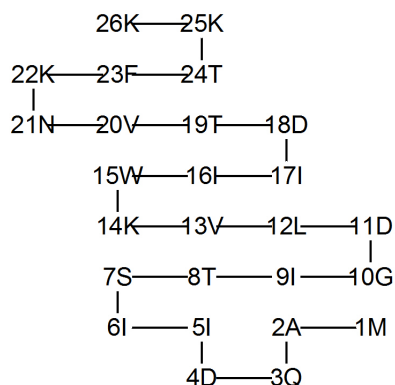 26K 25K
22K 23F 24T
21N 20V 19T 18D
15W 16I 17I
14K 13V 12L 11D
7S 8T 9I 10G
6I 5I 2A 1M
4D 3Q